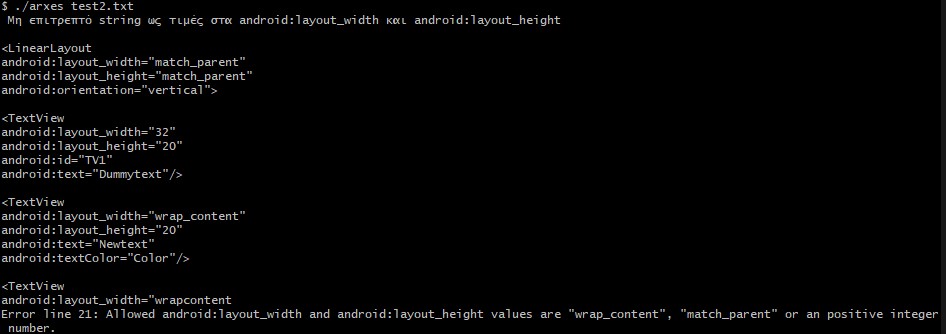 $ ./arxes test2.txt
Μη επιτρεπτό string ως τιμές στα android:layout_width και android:layout_height
<LinearLayout
android:layout_width="match_parent"
android:layout_height="match_parent"
android:orientation="vertical">
<TextView
android:layout_width="32"
android:layout_height="20"
android:id="TV1"
android:text="Dummytext"/>
<TextView
android:layout_width="wrap_content"
android:layout_height="20"
android:text="Newtext"
android:textColor="Color"/>
<TextView
android:layout_width="wrapcontent
Error line 21: Allowed android:layout_width and android:layout_height values are "wrap_content", "match_parent" or an positive integer
number.